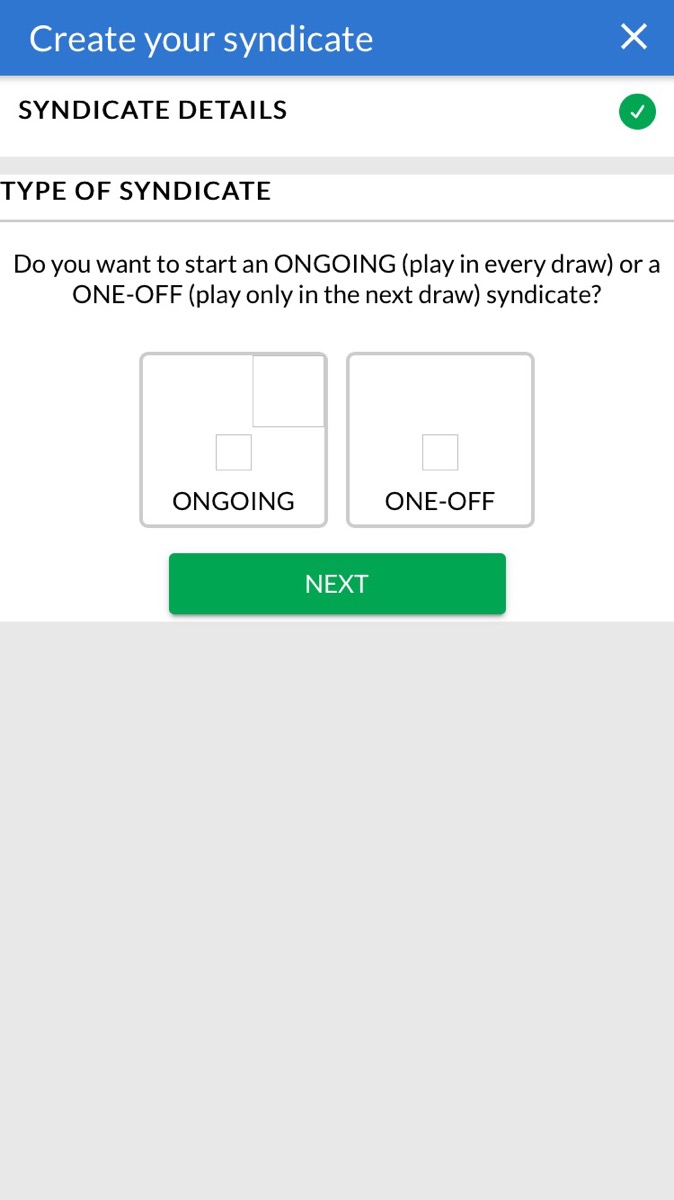 Create your syndicate
SYNDICATE DETAILS
TYPE OF SYNDICATE
Do you want to start an ONGOING (play in every draw) or a
ONE-OFF (play only in the next draw) syndicate?
ONGOING
ONE-OFF
NEXT